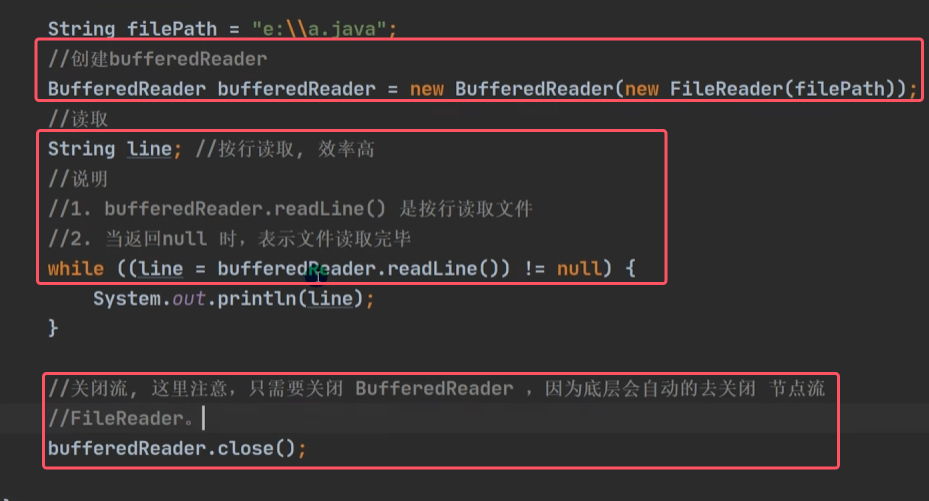 String filePath = "e:\\a.java";
//创建bufferedReader
BufferedReader bufferedReader = new BufferedReader(new FileReader(filePath));
//读取
String line; //按行读取, 效率高
//说明
//1. bufferedReader.readLine() 是按行读取文件
//2. 当返回null 时，表示文件读取完毕
while ((line = bufferedReader.readLine()) != null) {
System.out.println(line);
}
//关闭流, 这里注意，只需要关闭 BufferedReader ，因为底层会自动的去关闭 节点流
//FileReader。
bufferedReader.close();